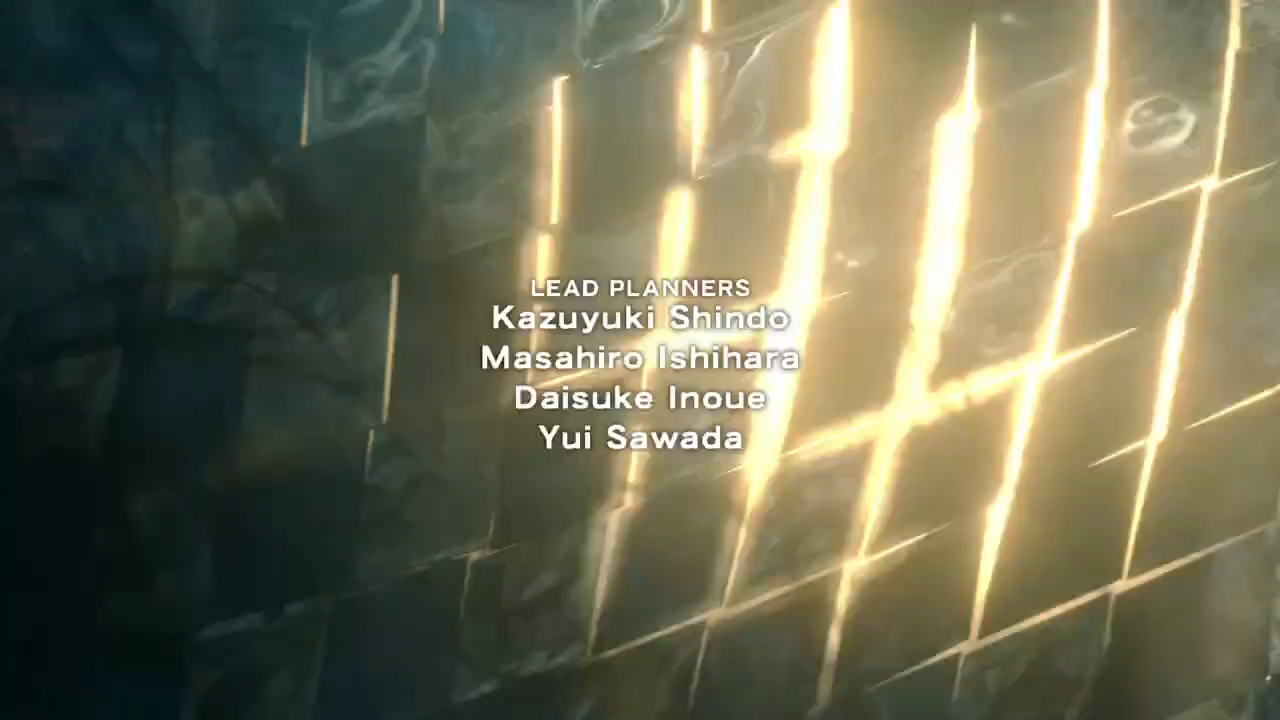 LEAD PLANNERS
Kazuyuki Shindo
Masahiro Ishihara
Daisuke Inoue
Yui Sawada